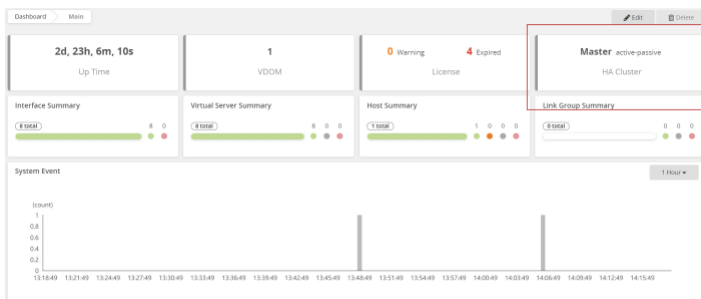 Dashboard Main
Edit Delete
2d, 23h, 6m, 10s
Up Time
1
VDOM
0 Warning 4 Expired
License
Master active-passive
HA Cluster
Interface Summary
8 total 8 0
Virtual Server Summary
8 total 8 0 0
Host Summary
1 total 1 0 0 0
Link Group Summary
0 total 0 0 0
System Event
1 Hour
(count)
1
0.8
0.6
0.4
0.2
0
13:18:49 13:21:49 13:24:49 13:27:49 13:30:49 13:33:49 13:36:49 13:39:49 13:42:49 13:45:49 13:48:49 13:51:49 13:54:49 13:57:49 14:00:49 14:03:49 14:06:49 14:09:49 14:12:49 14:15:49